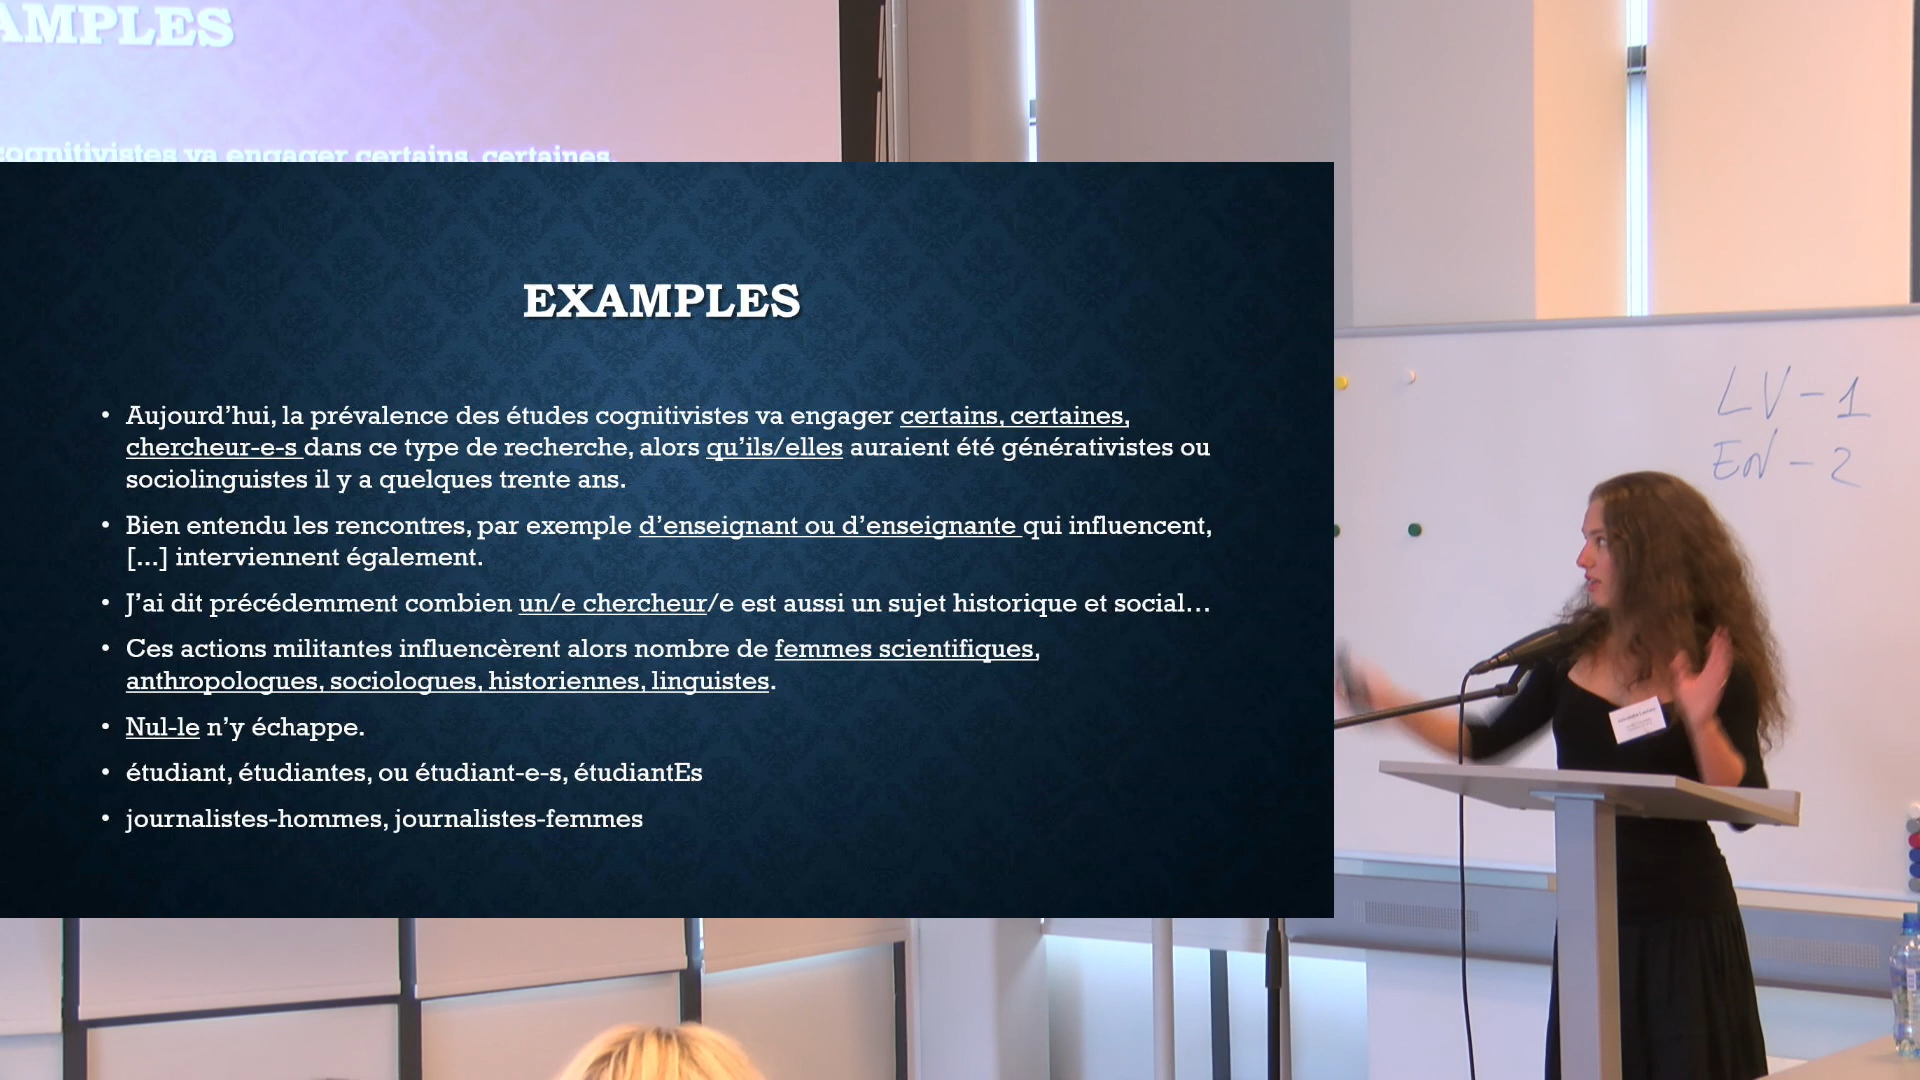 AMPLES
cognitivistes va engager certains, certaines,
EXAMPLES
• Aujourd’hui, la prévalence des études cognitivistes va engager certains, certaines,
chercheur-e-s dans ce type de recherche, alors qu’ils/elles auraient été générativistes ou
sociolinguistes il y a quelques trente ans.
• Bien entendu les rencontres, par exemple d’enseignant ou d’enseignante qui influencent,
[...] interviennent également.
• J’ai dit précédemment combien un/e chercheur/e est aussi un sujet historique et social…
• Ces actions militantes influencèrent alors nombre de femmes scientifiques,
anthropologues, sociologues, historiennes, linguistes.
• Nul-le n’y échappe.
• étudiant, étudiantes, ou étudiant-e-s, étudiantEs
• journalistes-hommes, journalistes-femmes
LV-1
EN-2